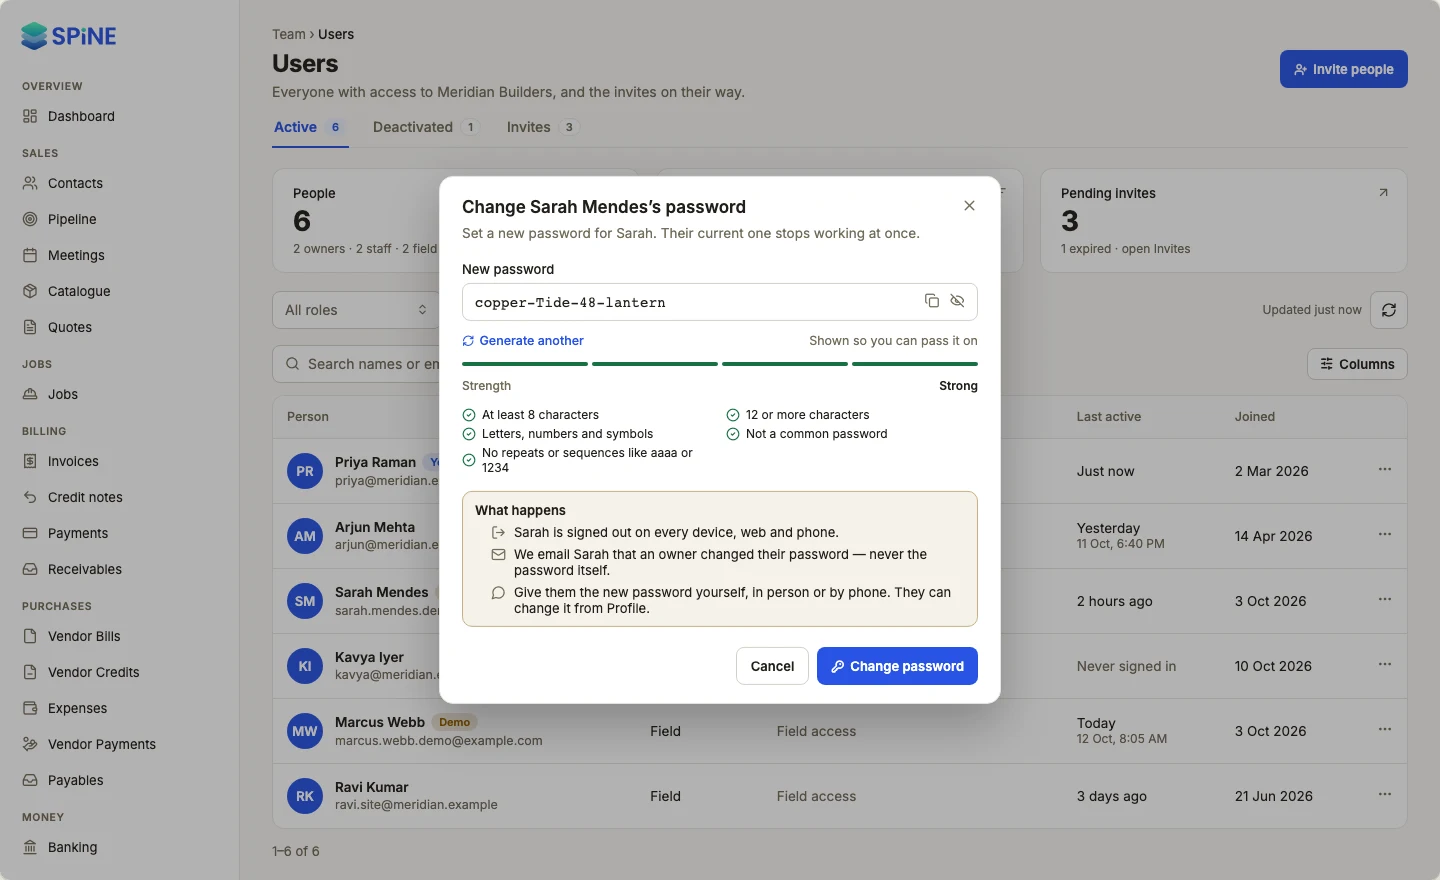 SPiNE
OVERVIEW
Dashboard
SALES
Contacts
Pipeline
Meetings
Catalogue
Quotes
JOBS
Jobs
BILLING
Invoices
Credit notes
Payments
Receivables
PURCHASES
Vendor Bills
Vendor Credits
Expenses
Vendor Payments
Payables
MONEY
Banking
Team › Users
Users
Everyone with access to Meridian Builders, and the invites on their way.
Invite people
Active 6 Deactivated 1 Invites 3
People
6
2 owners · 2 staff · 2 field
Pending invites
3
1 expired · open Invites
All roles
Updated just now
Search names or em
Columns
Person Last active Joined
PR Priya Raman
priya@meridian.e
Just now 2 Mar 2026
AM Arjun Mehta
arjun@meridian.e
Yesterday
11 Oct, 6:40 PM
14 Apr 2026
SM Sarah Mendes
sarah.mendes.de
2 hours ago 3 Oct 2026
KI Kavya Iyer
kavya@meridian.
Never signed in 10 Oct 2026
MW Marcus Webb Demo
marcus.webb.demo@example.com
Field Field access
Today
12 Oct, 8:05 AM
3 Oct 2026
RK Ravi Kumar
ravi.site@meridian.example
Field Field access 3 days ago 21 Jun 2026
1–6 of 6
Change Sarah Mendes’s password
Set a new password for Sarah. Their current one stops working at once.
New password
copper-Tide-48-lantern
Generate another Shown so you can pass it on
Strength Strong
At least 8 characters 12 or more characters
Letters, numbers and symbols Not a common password
No repeats or sequences like aaaa or
1234
What happens
Sarah is signed out on every device, web and phone.
We email Sarah that an owner changed their password — never the
password itself.
Give them the new password yourself, in person or by phone. They can
change it from Profile.
Cancel Change password